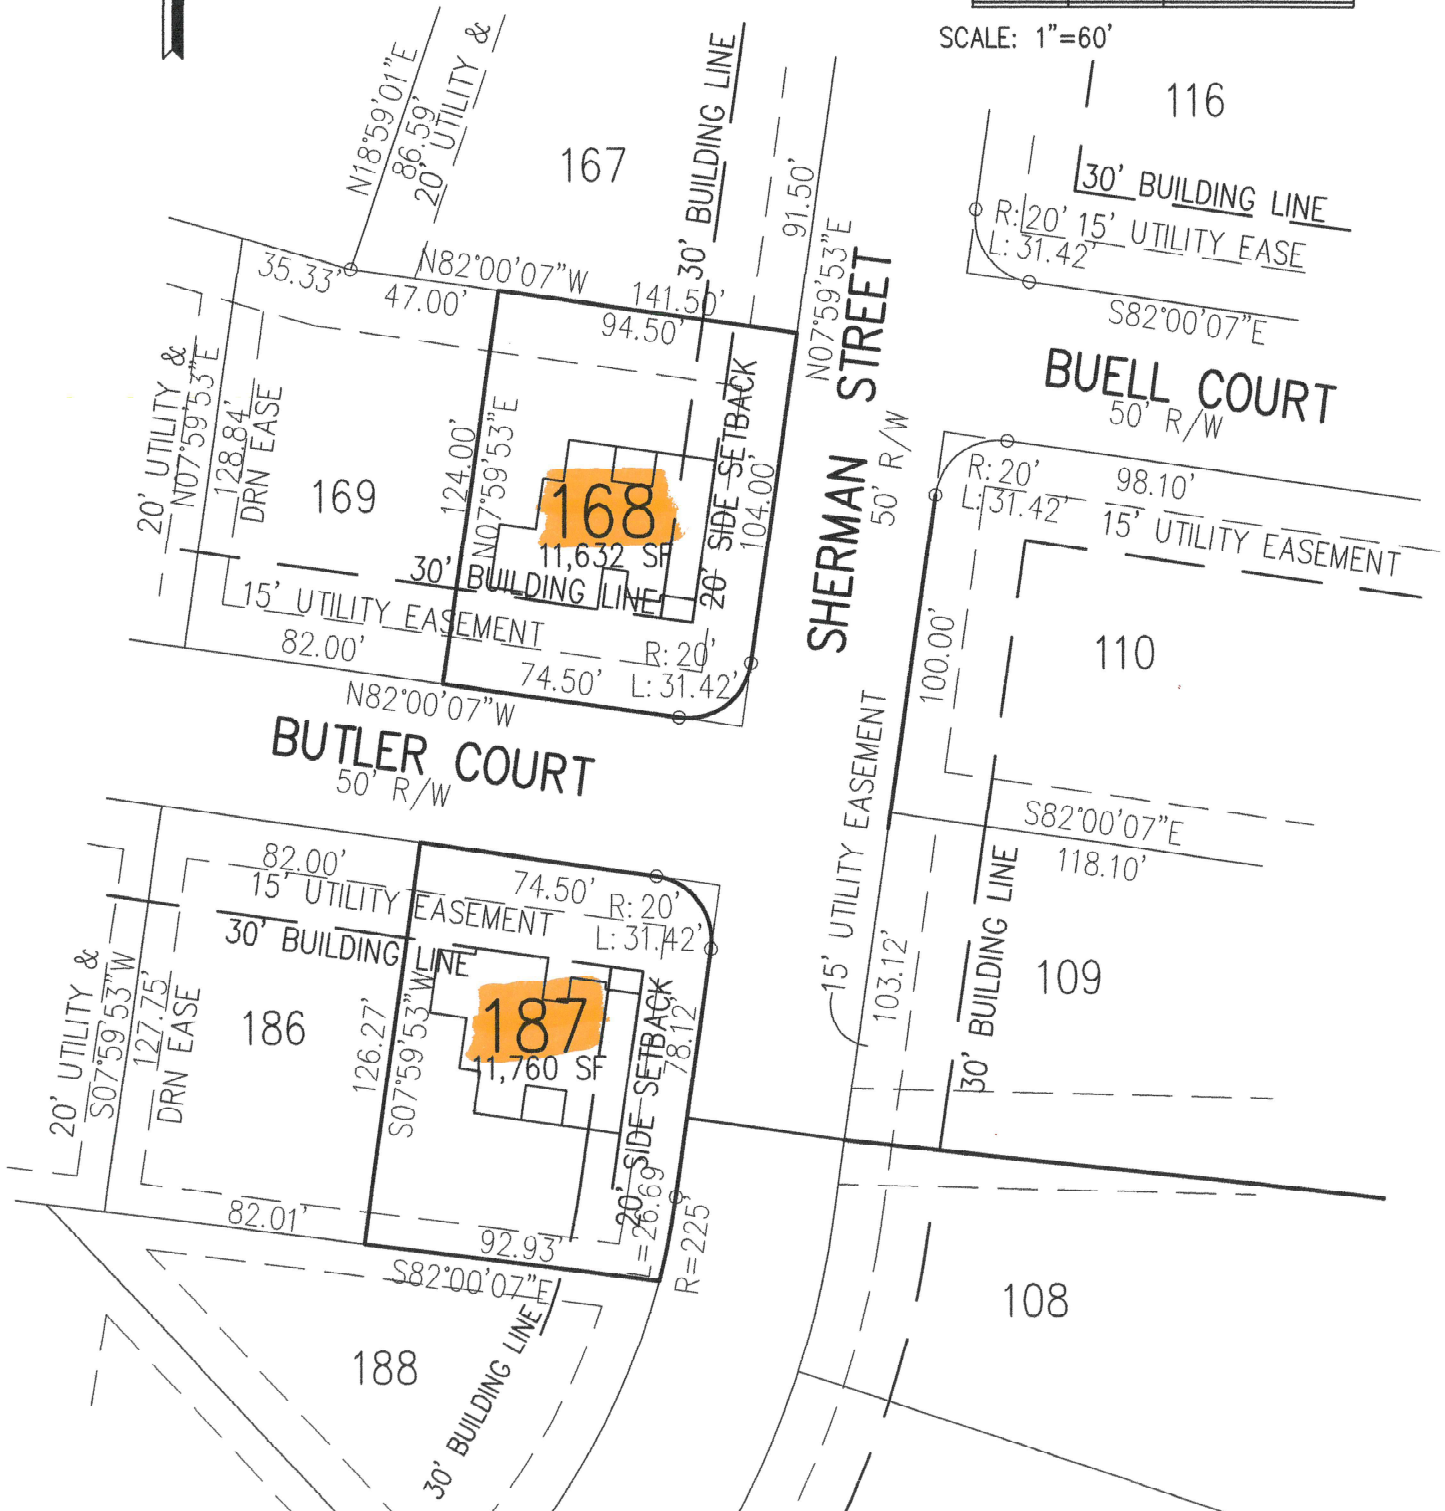 SCALE: 1"=60'
116
30' BUILDING LINE
R: 20' 15' UTILITY EASE
L: 31.42'
S82°00'07"E
BUELL COURT
50' R/W
N18°59'01"E
86.59'
20' UTILITY &
167
30' BUILDING LINE
91.50'
N07°59'53"E
SHERMAN STREET
50' R/W
35.33'
N82°00'07"W
47.00'
141.50'
94.50'
20' UTILITY &
N07°59'53"E
128.84'
DRN EASE
169
124.00'
N07°59'53"E
168
11,632 SF
20' SIDE SETBACK
104.00'
30' BUILDING LINE
15' UTILITY EASEMENT
82.00'
R: 20'
74.50'
L: 31.42'
N82°00'07"W
BUTLER COURT
50' R/W
R: 20'
98.10'
L: 31.42'
15' UTILITY EASEMENT
100.00'
110
S82°00'07"E
118.10'
15' UTILITY EASEMENT
103.12'
30' BUILDING LINE
109
82.00'
15' UTILITY EASEMENT
74.50'
R: 20'
L: 31.42'
30' BUILDING LINE
20' UTILITY &
S07°59'53"W
127.75'
DRN EASE
186
126.27'
S07°59'53"W
187
11,760 SF
20' SIDE SETBACK
78.12'
L=26.69'
R=225'
82.01'
92.93'
S82°00'07"E
30' BUILDING LINE
188
108